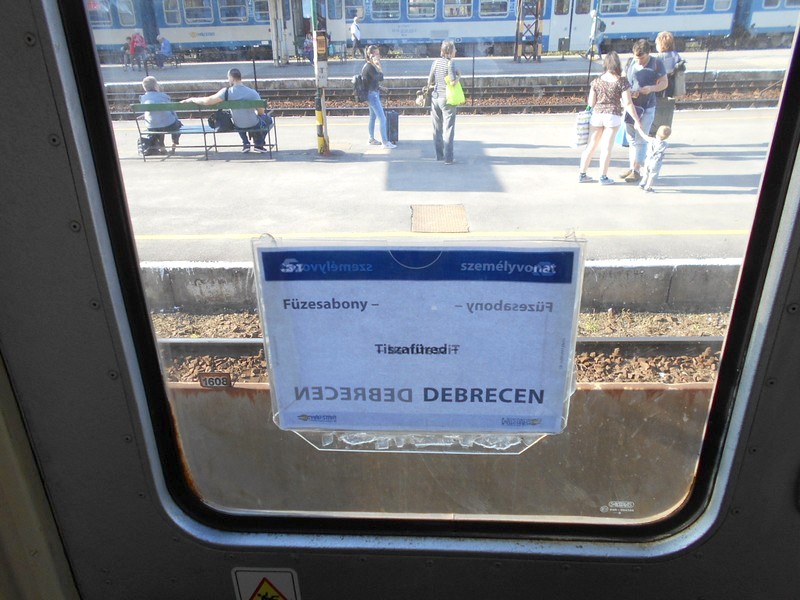 személyvonat
Füzesabony –
Tiszafüred –
DEBRECEN
1608